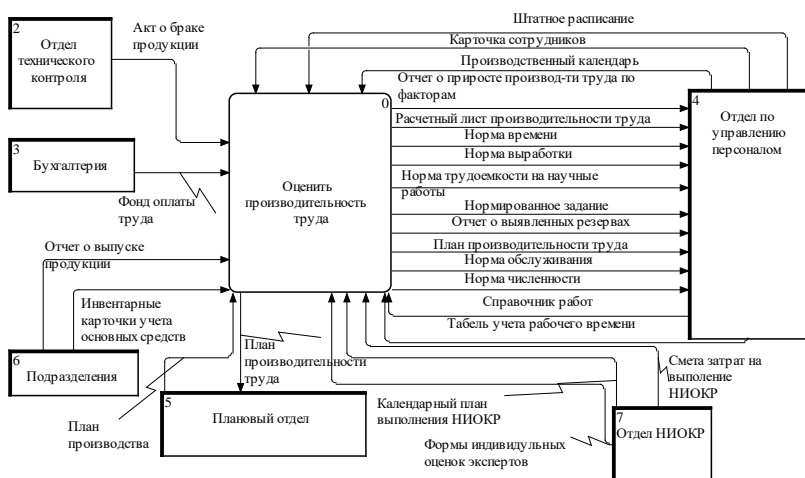 Штатное расписание
Карточка сотрудников
Производственный календарь
Отчет о приросте производ-ти труда по
факторам
2
Отдел
технического
контроля
Акт о браке
продукции
3
Бухгалтерия
Фонд оплаты
труда
0
Оценить
производительность
труда
Расчетный лист производительности труда
Норма времени
Норма выработки
Норма трудоемкости на научные
работы
Нормированное задание
Отчет о выявленных резервах
План производительности труда
Норма обслуживания
Норма численности
Справочник работ
Табель учета рабочего времени
4
Отдел по
управлению
персоналом
Отчет о выпуске
продукции
Инвентарные
карточки учета
основных средств
6
Подразделения
План
производства
План
производительности
труда
5
Плановый отдел
Календарный план
выполнения НИОКР
Формы индивидульных
оценок экспертов
Смета затрат на
выполение
НИОКР
7
Отдел НИОКР